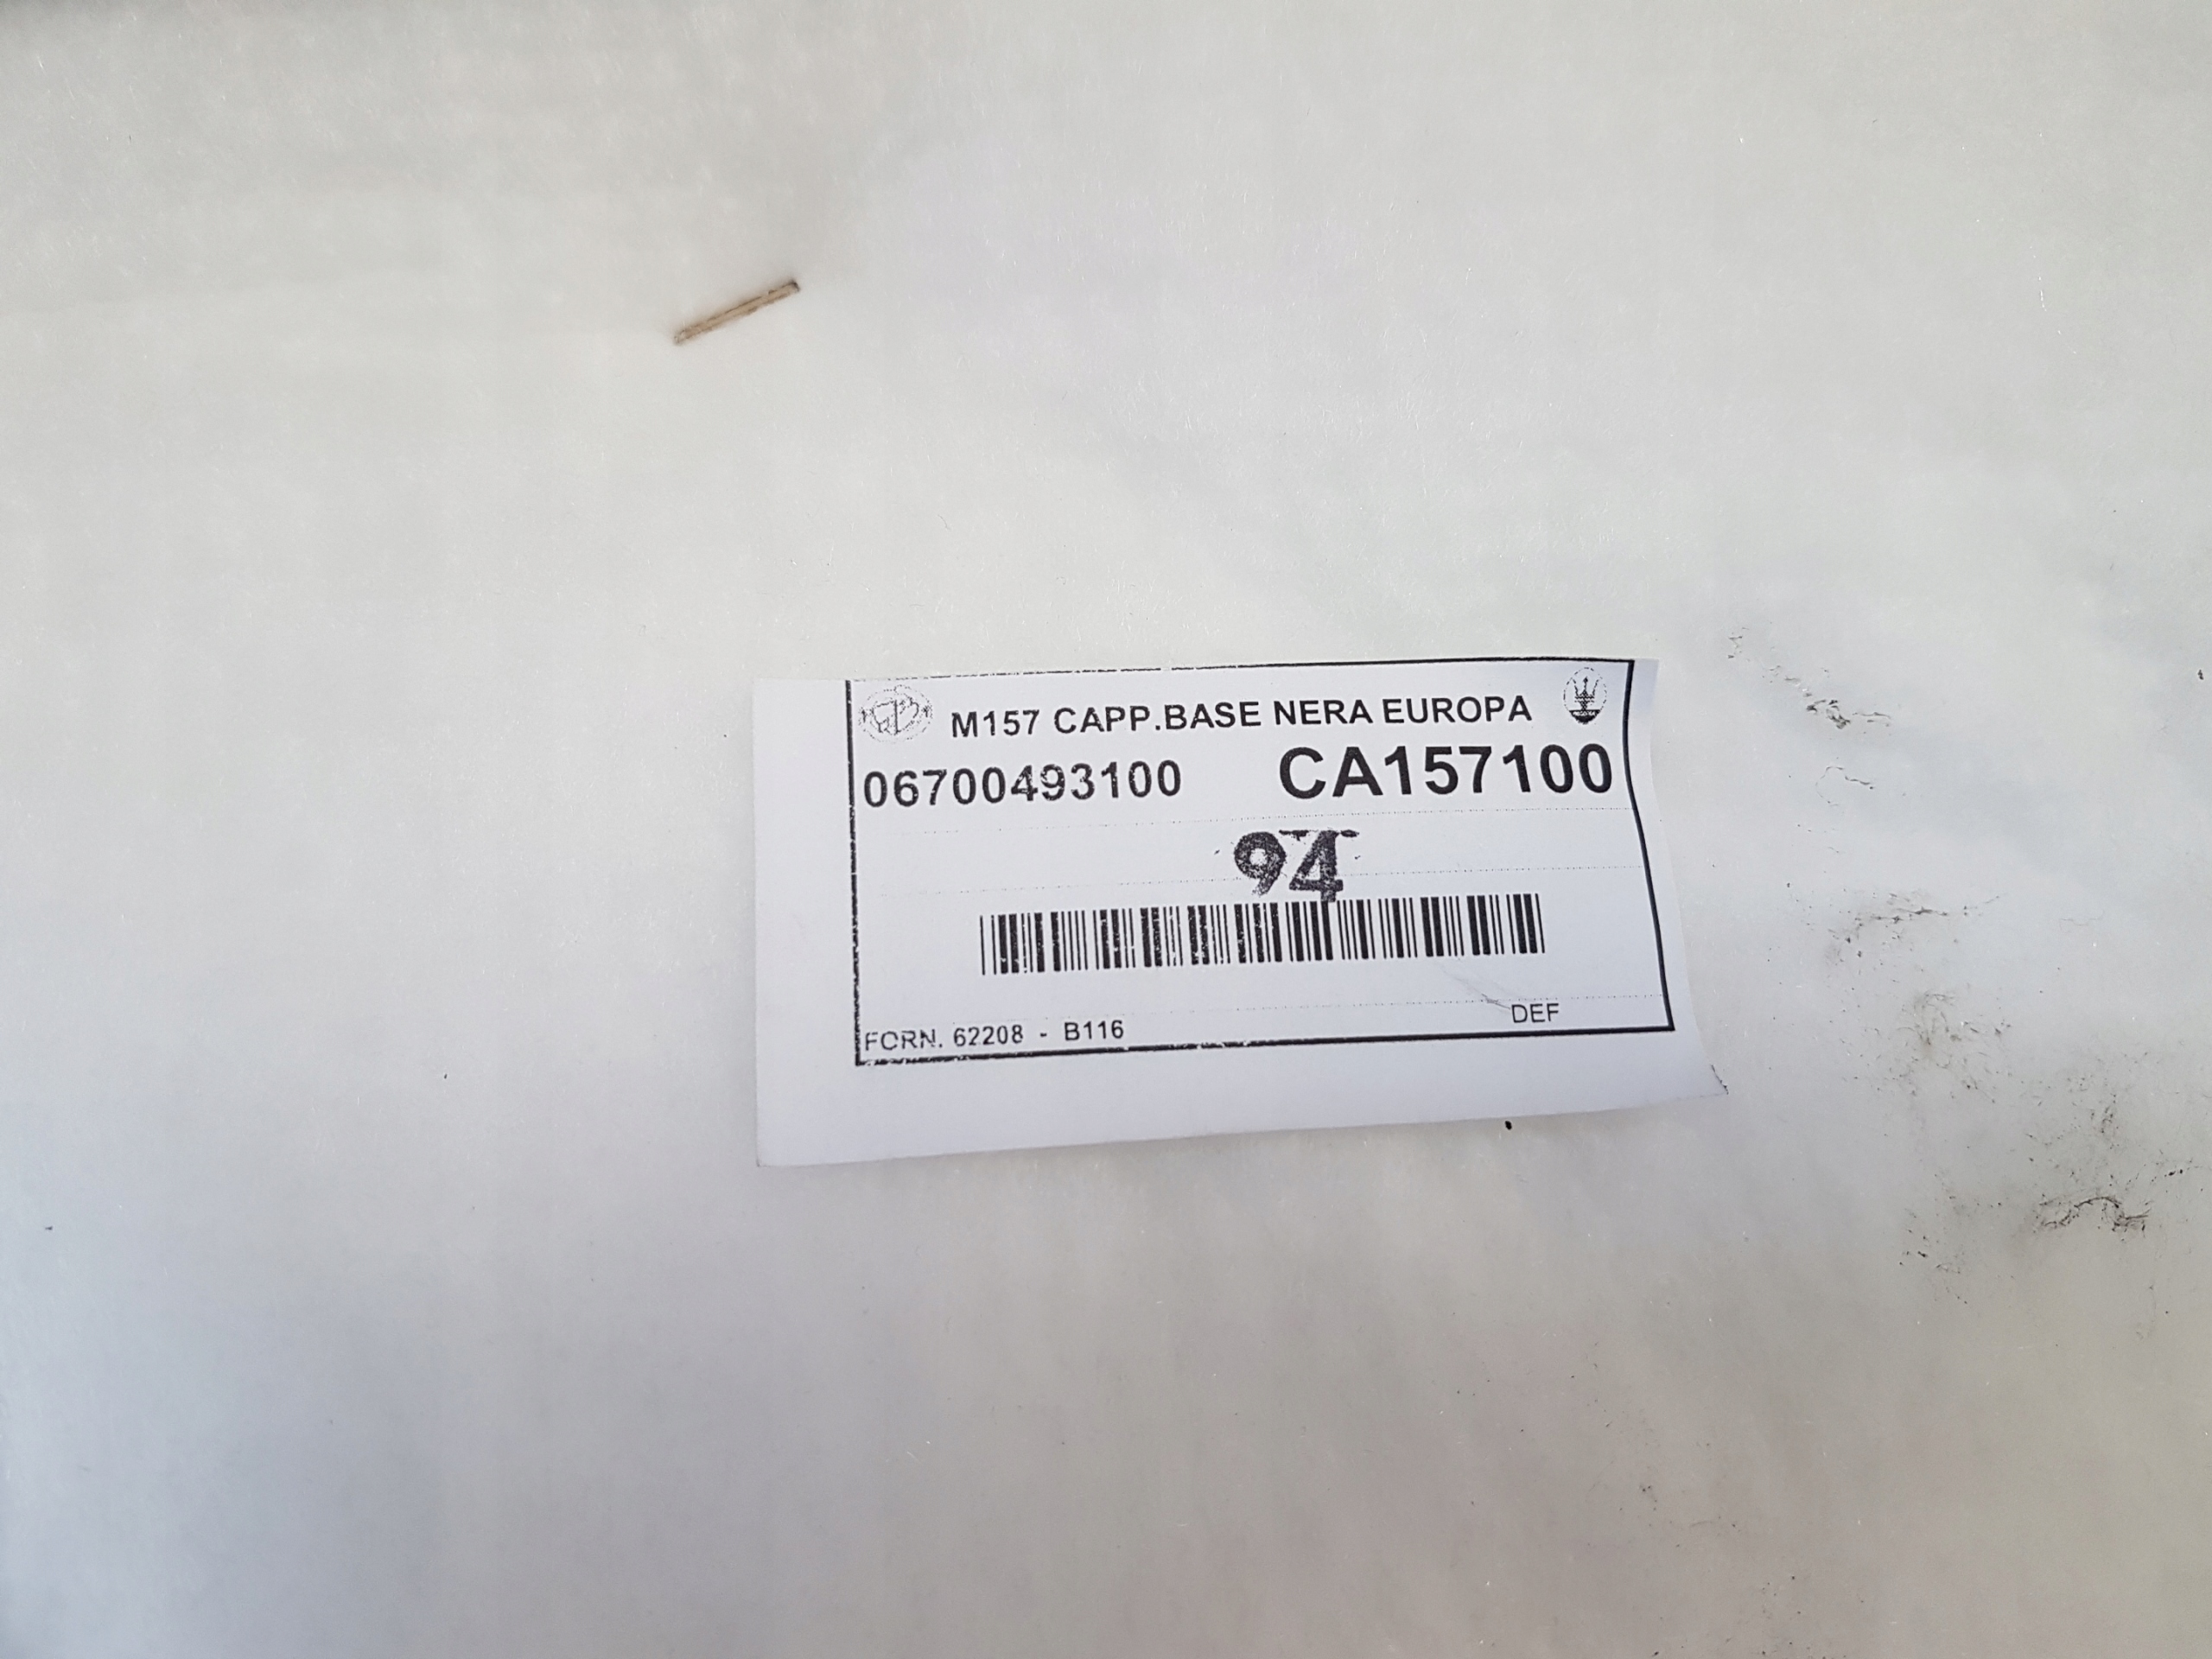 M157 CAPP.BASE NERA EUROPA
06700493100 CA157100
94
DEF
FORN. 62208 - B116